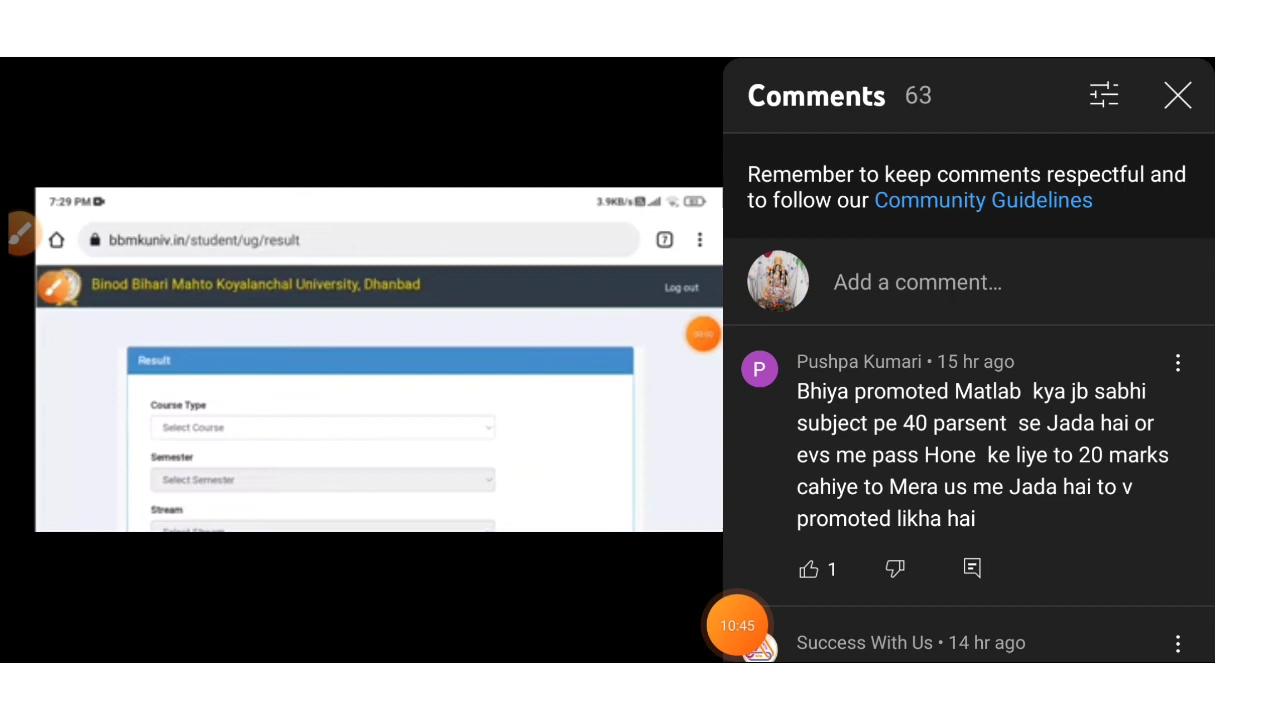 Comments 63
Remember to keep comments respectful and
to follow our Community Guidelines
Add a comment...
Pushpa Kumari • 15 hr ago
Bhiya promoted Matlab kya jb sabhi
subject pe 40 parsent se Jada hai or
evs me pass Hone ke liye to 20 marks
cahiye to Mera us me Jada hai to v
promoted likha hai
1
10:45
Success With Us • 14 hr ago
7:29 PM
3.9KB/s
bbmkuniv.in/student/ug/result
7
Binod Bihari Mahto Koyalanchal University, Dhanbad
Log out
Result
Course Type
Select Course
Semester
Select Semester
Stream
Select Stream
P